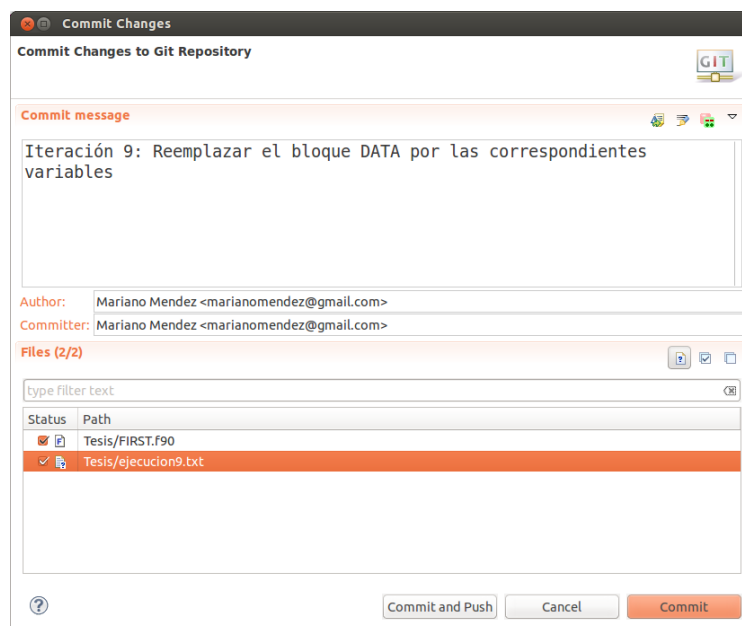 Commit Changes
Commit Changes to Git Repository
GIT
Commit message
Iteración 9: Reemplazar el bloque DATA por las correspondientes
variables
Author: Mariano Mendez <marianomendez@gmail.com>
Committer: Mariano Mendez <marianomendez@gmail.com>
Files (2/2)
type filter text
Status Path
Tesis/FIRST.f90
Tesis/ejecucion9.txt
Commit and Push Cancel Commit